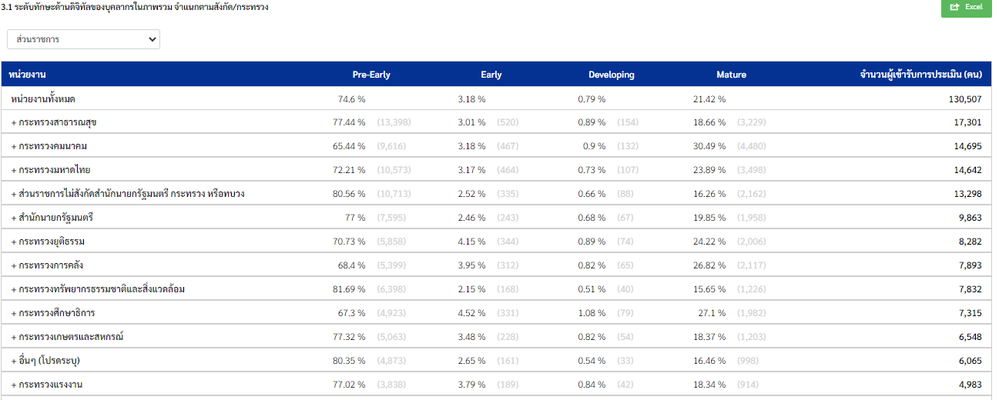 3.1 ระดับทักษะด้านดิจิทัลของบุคลากรในภาพรวม จำแนกตามสังกัด/กระทรวง
Excel
ส่วนราชการ
หน่วยงาน Pre-Early Early Developing Mature จำนวนผู้เข้ารับการประเมิน (คน)
หน่วยงานทั้งหมด 74.6 % 3.18 % 0.79 % 21.42 % 130,507
+ กระทรวงสาธารณสุข 77.44 % (13,398) 3.01 % (520) 0.89 % (154) 18.66 % (3,229) 17,301
+ กระทรวงคมนาคม 65.44 % (9,616) 3.18 % (467) 0.9 % (132) 30.49 % (4,480) 14,695
+ กระทรวงมหาดไทย 72.21 % (10,573) 3.17 % (464) 0.73 % (107) 23.89 % (3,498) 14,642
+ ส่วนราชการไม่สังกัดสำนักนายกรัฐมนตรี กระทรวง หรือทบวง 80.56 % (10,713) 2.52 % (335) 0.66 % (88) 16.26 % (2,162) 13,298
+ สำนักนายกรัฐมนตรี 77 % (7,595) 2.46 % (243) 0.68 % (67) 19.85 % (1,958) 9,863
+ กระทรวงยุติธรรม 70.73 % (5,858) 4.15 % (344) 0.89 % (74) 24.22 % (2,006) 8,282
+ กระทรวงการคลัง 68.4 % (5,399) 3.95 % (312) 0.82 % (65) 26.82 % (2,117) 7,893
+ กระทรวงทรัพยากรธรรมชาติและสิ่งแวดล้อม 81.69 % (6,398) 2.15 % (168) 0.51 % (40) 15.65 % (1,226) 7,832
+ กระทรวงศึกษาธิการ 67.3 % (4,923) 4.52 % (331) 1.08 % (79) 27.1 % (1,982) 7,315
+ กระทรวงเกษตรและสหกรณ์ 77.32 % (5,063) 3.48 % (228) 0.82 % (54) 18.37 % (1,203) 6,548
+ อื่นๆ (โปรดระบุ) 80.35 % (4,873) 2.65 % (161) 0.54 % (33) 16.46 % (998) 6,065
+ กระทรวงแรงงาน 77.02 % (3,838) 3.79 % (189) 0.84 % (42) 18.34 % (914) 4,983